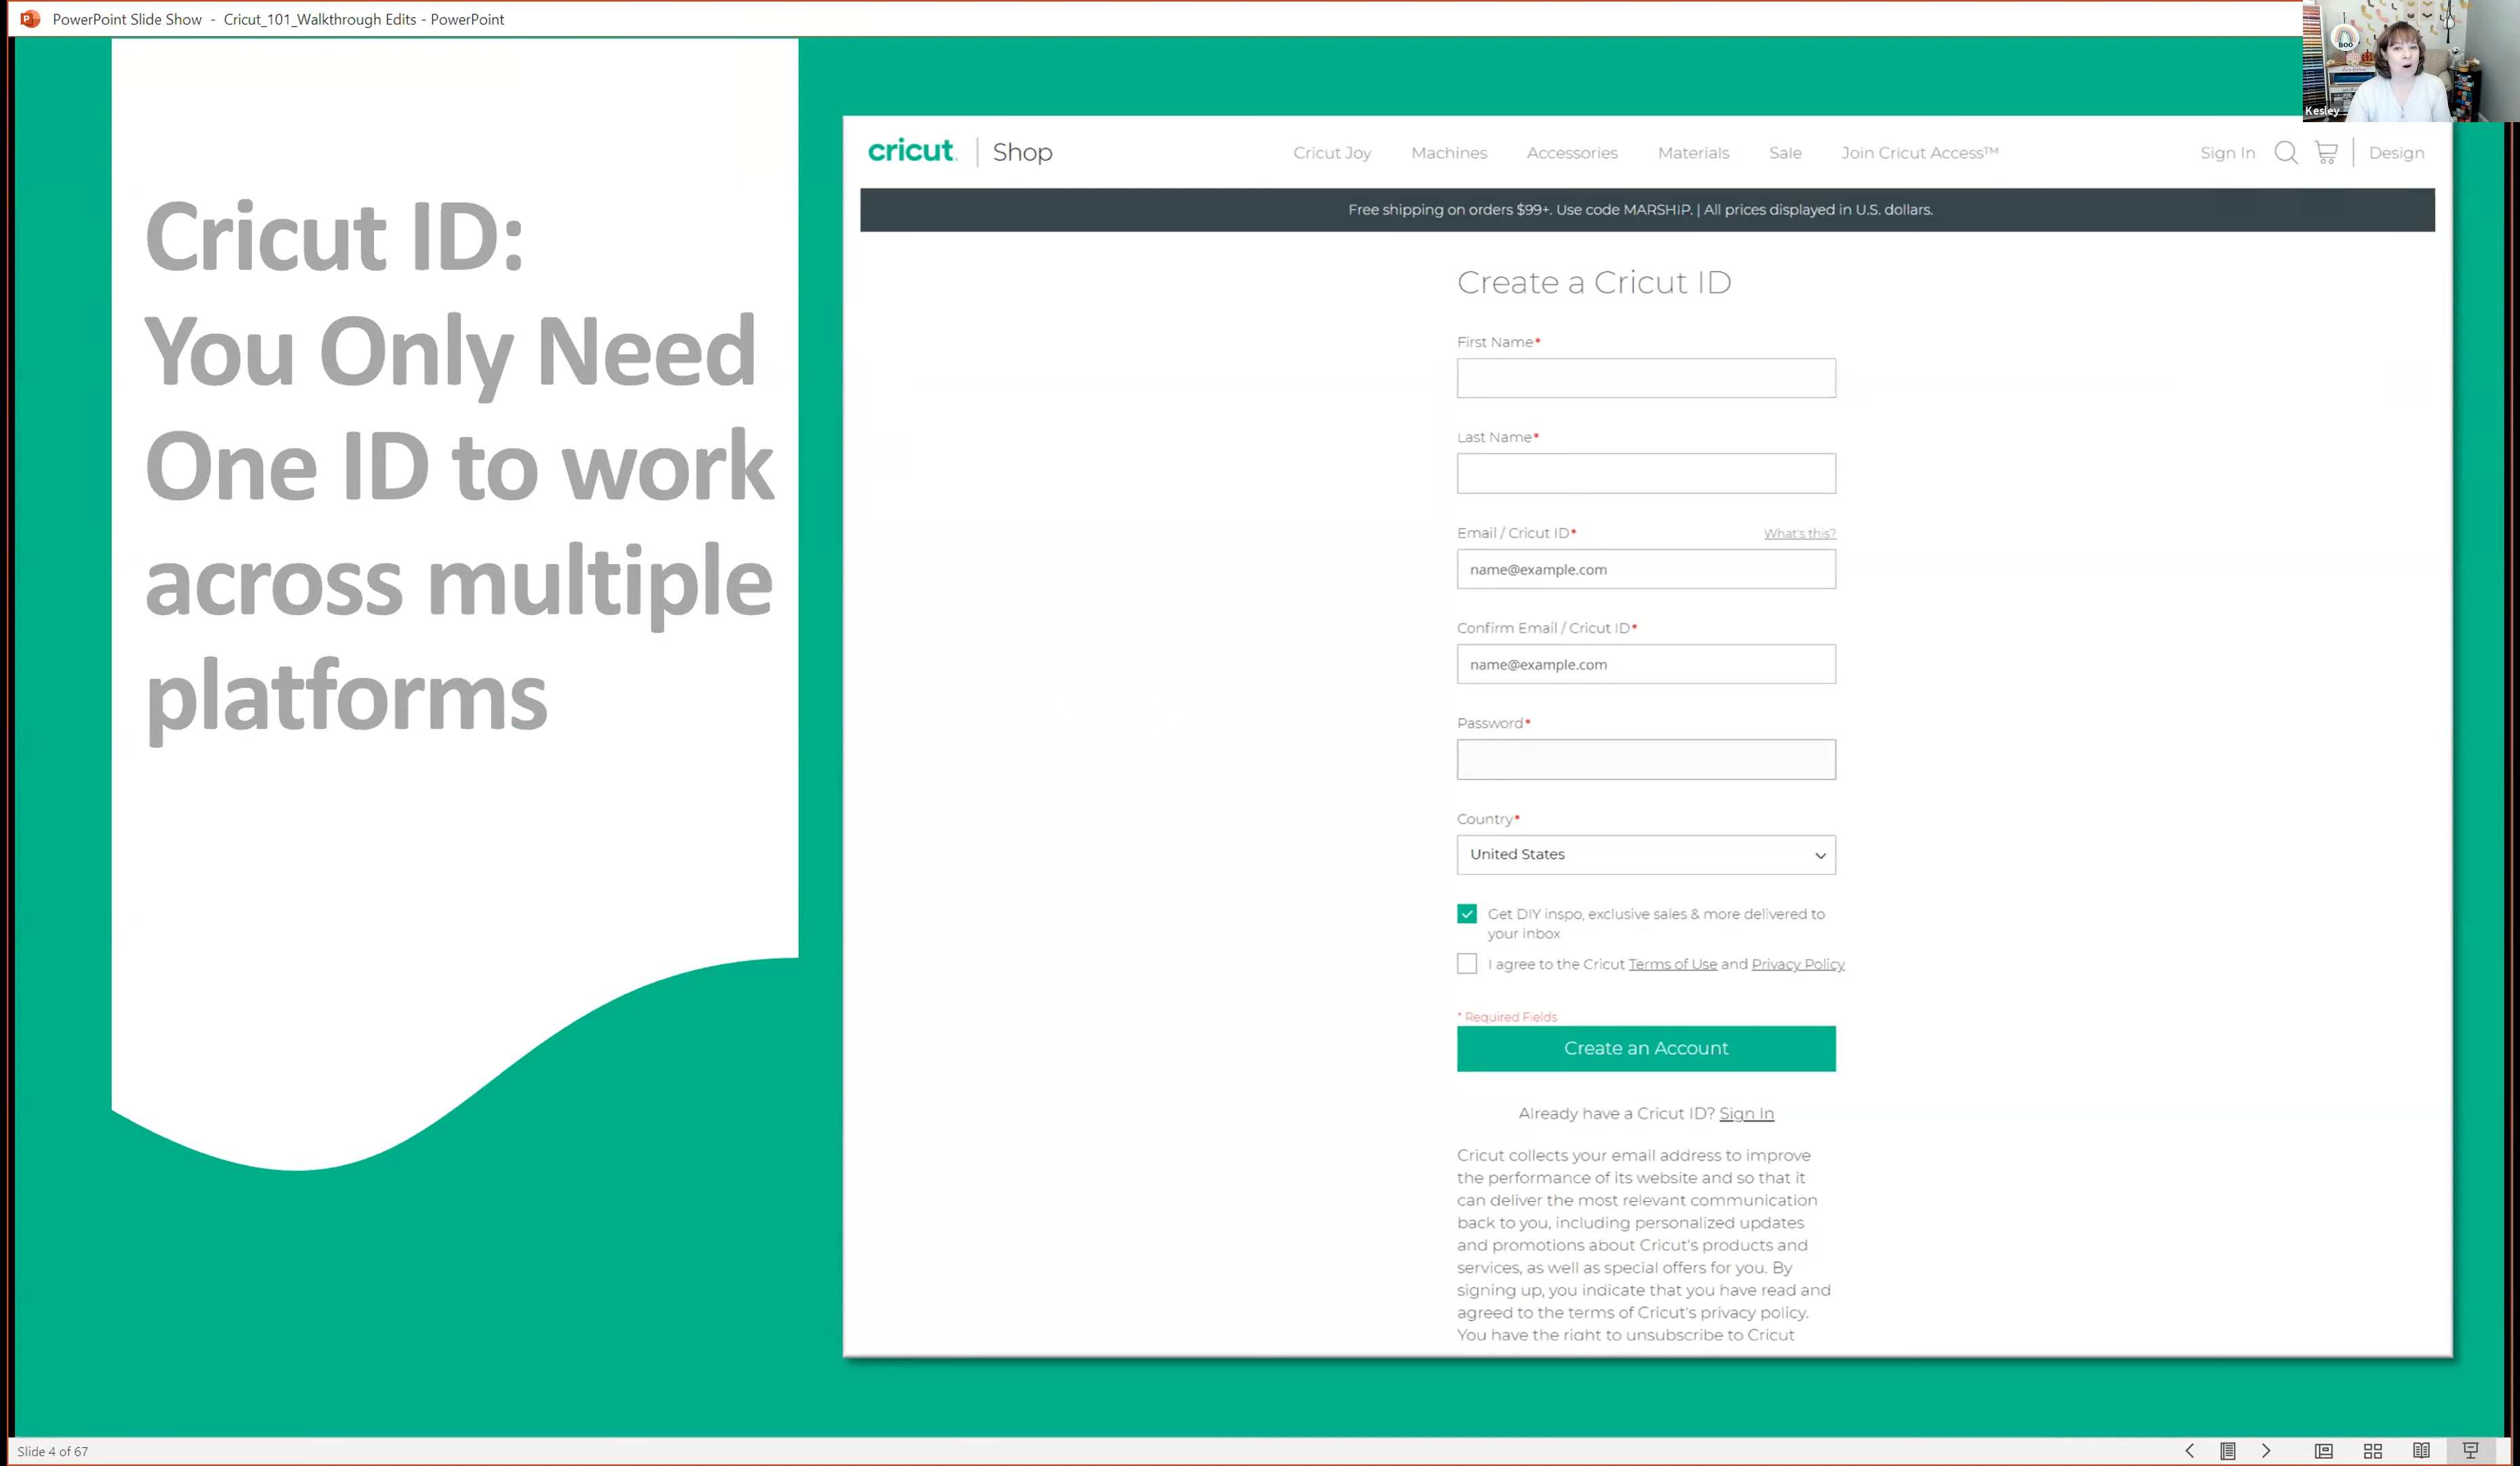 PowerPoint Slide Show - Cricut_101_Walkthrough Edits - PowerPoint
BOO
Kesley
Cricut ID:
You Only Need
One ID to work
across multiple
platforms
cricut | Shop
Cricut Joy Machines Accessories Materials Sale Join Cricut Access™ Sign In | Design
Free shipping on orders $99+. Use code MARSHIP. | All prices displayed in U.S. dollars.
Create a Cricut ID
First Name*
Last Name*
Email / Cricut ID* What's this?
name@example.com
Confirm Email / Cricut ID*
name@example.com
Password*
Country*
United States
Get DIY inspo, exclusive sales & more delivered to
your inbox
I agree to the Cricut Terms of Use and Privacy Policy
* Required Fields
Create an Account
Already have a Cricut ID? Sign In
Cricut collects your email address to improve
the performance of its website and so that it
can deliver the most relevant communication
back to you, including personalized updates
and promotions about Cricut's products and
services, as well as special offers for you. By
signing up, you indicate that you have read and
agreed to the terms of Cricut's privacy policy.
You have the right to unsubscribe to Cricut
Slide 4 of 67